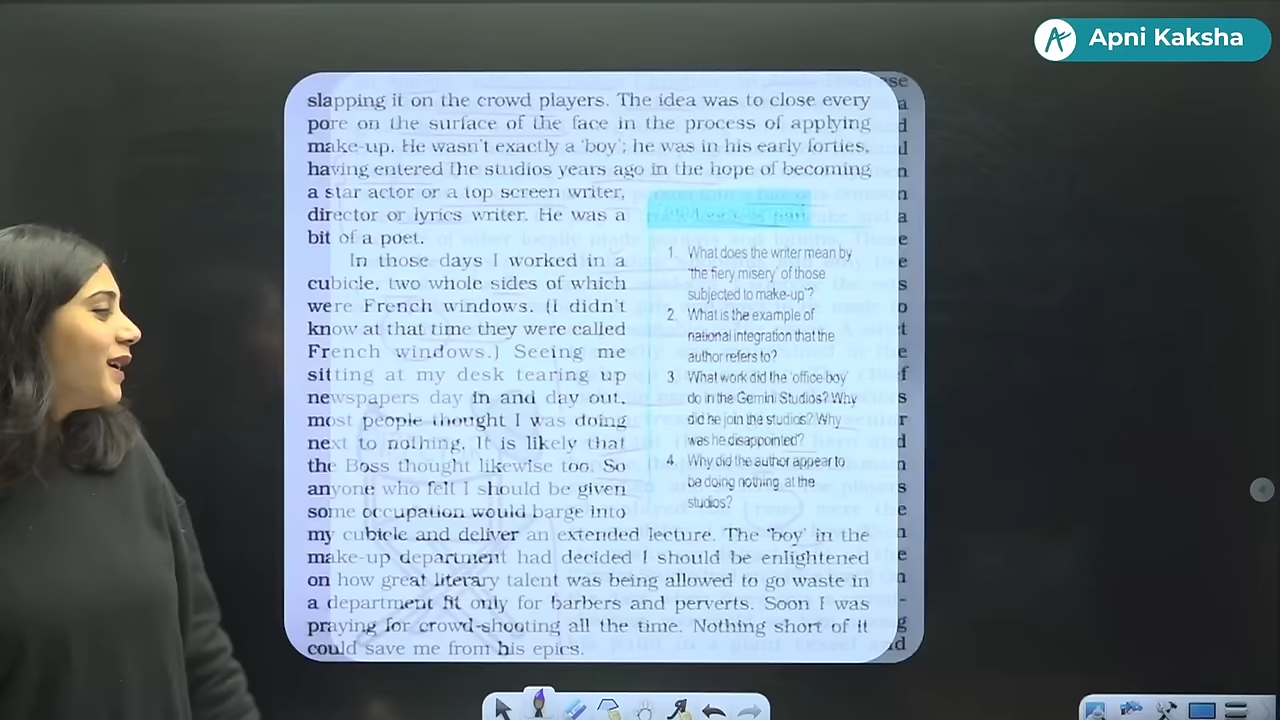 Apni Kaksha
slapping it on the crowd players. The idea was to close every
pore on the surface of the face in the process of applying
make-up. He wasn't exactly a 'boy'; he was in his early forties,
having entered the studios years ago in the hope of becoming
a star actor or a top screen writer,
director or lyrics writer. He was a
bit of a poet.
In those days I worked in a
cubicle, two whole sides of which
were French windows. (I didn't
know at that time they were called
French windows.) Seeing me
sitting at my desk tearing up
newspapers day in and day out,
most people thought I was doing
next to nothing. It is likely that
the Boss thought likewise too. So
anyone who felt I should be given
some occupation would barge into
my cubicle and deliver an extended lecture. The 'boy' in the
make-up department had decided I should be enlightened
on how great literary talent was being allowed to go waste in
a department fit only for barbers and perverts. Soon I was
praying for crowd-shooting all the time. Nothing short of it
could save me from his epics.
1. What does the writer mean by
'the fiery misery' of those
subjected to make-up'?
2. What is the example of
national integration that the
author refers to?
3. What work did the 'office boy'
do in the Gemini Studios? Why
did he join the studios? Why
was he disappointed?
4. Why did the author appear to
be doing nothing at the
studios?